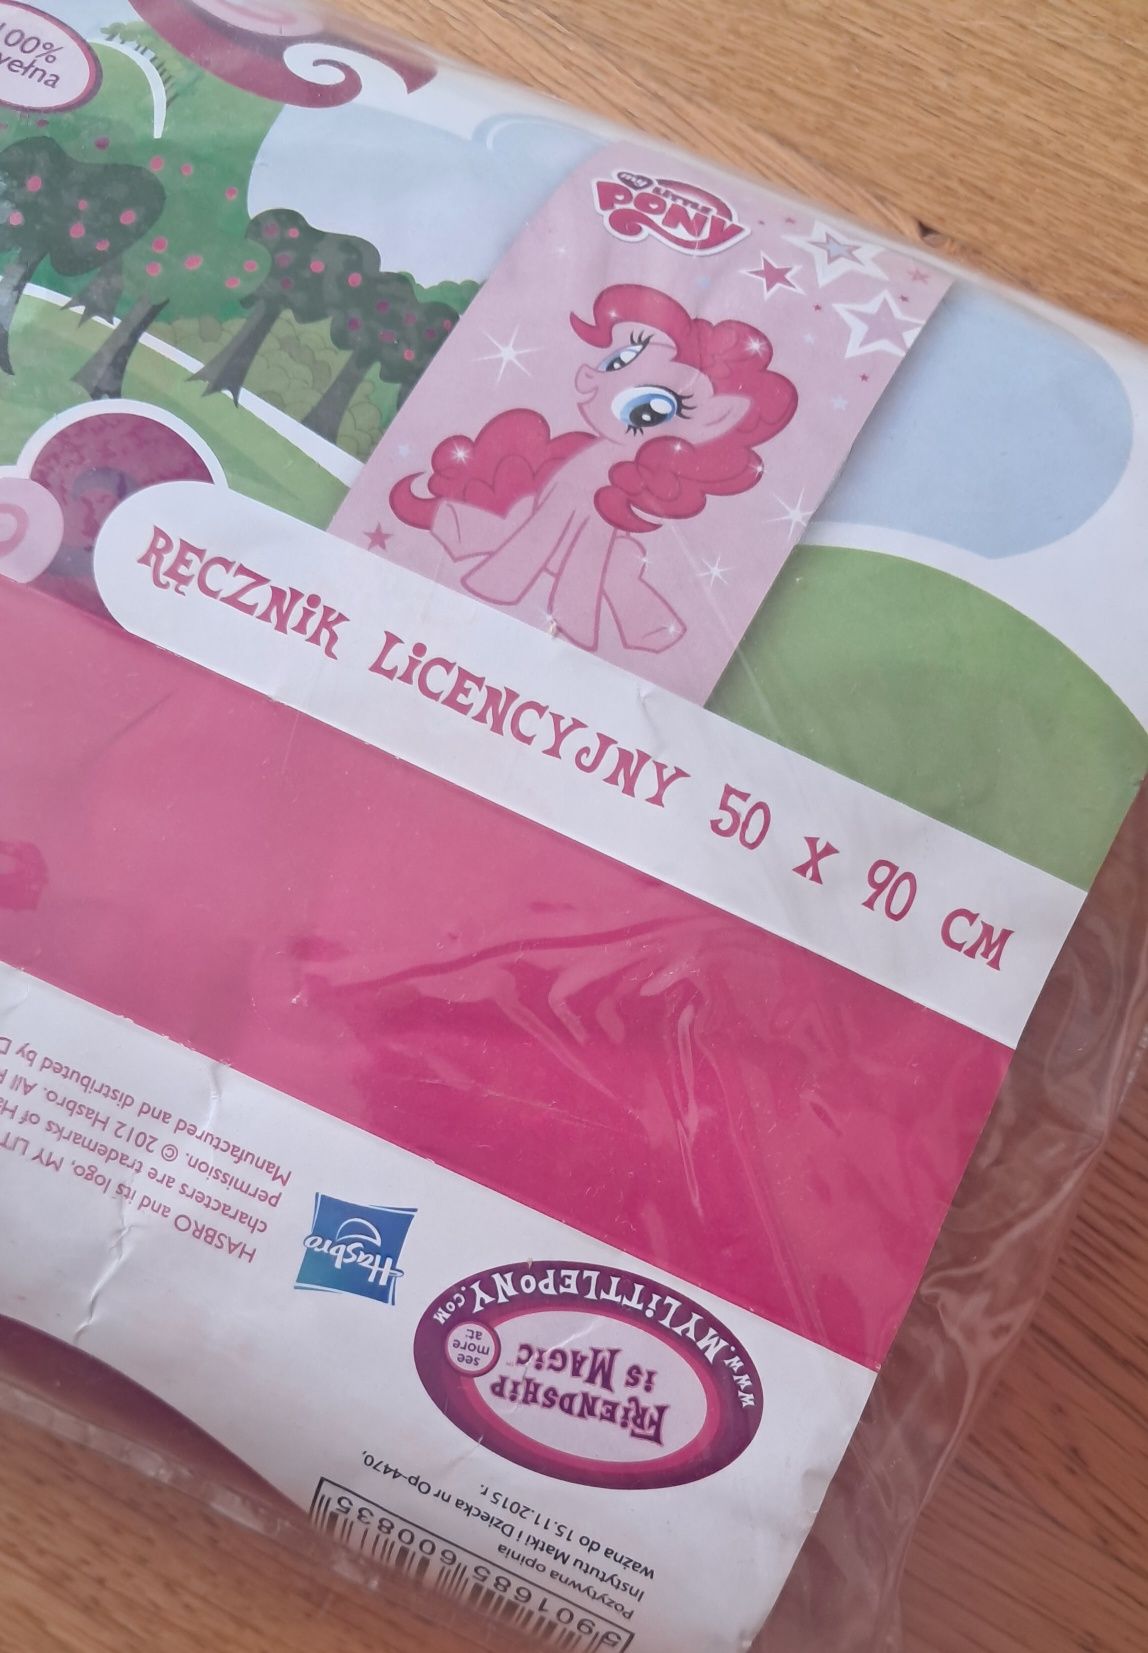 100%
my
LITTLE
PONY
RĘCZNiK LiCENCYJNY 50 X 90 CM
HASBRO and its logo, MY LIT
characters are trademarks of Ha
permission. © 2012 Hasbro. All
Manufactured and distributed by
Hasbro
www.MYLiTTLEPONY.COM
see
more
at:
FRiENDSHiP
iS MAGiC
Pozytywna opinia
Instytutu Matki i Dziecka nr Op-4470,
ważna do 15.11.2015 r.
5901685600835